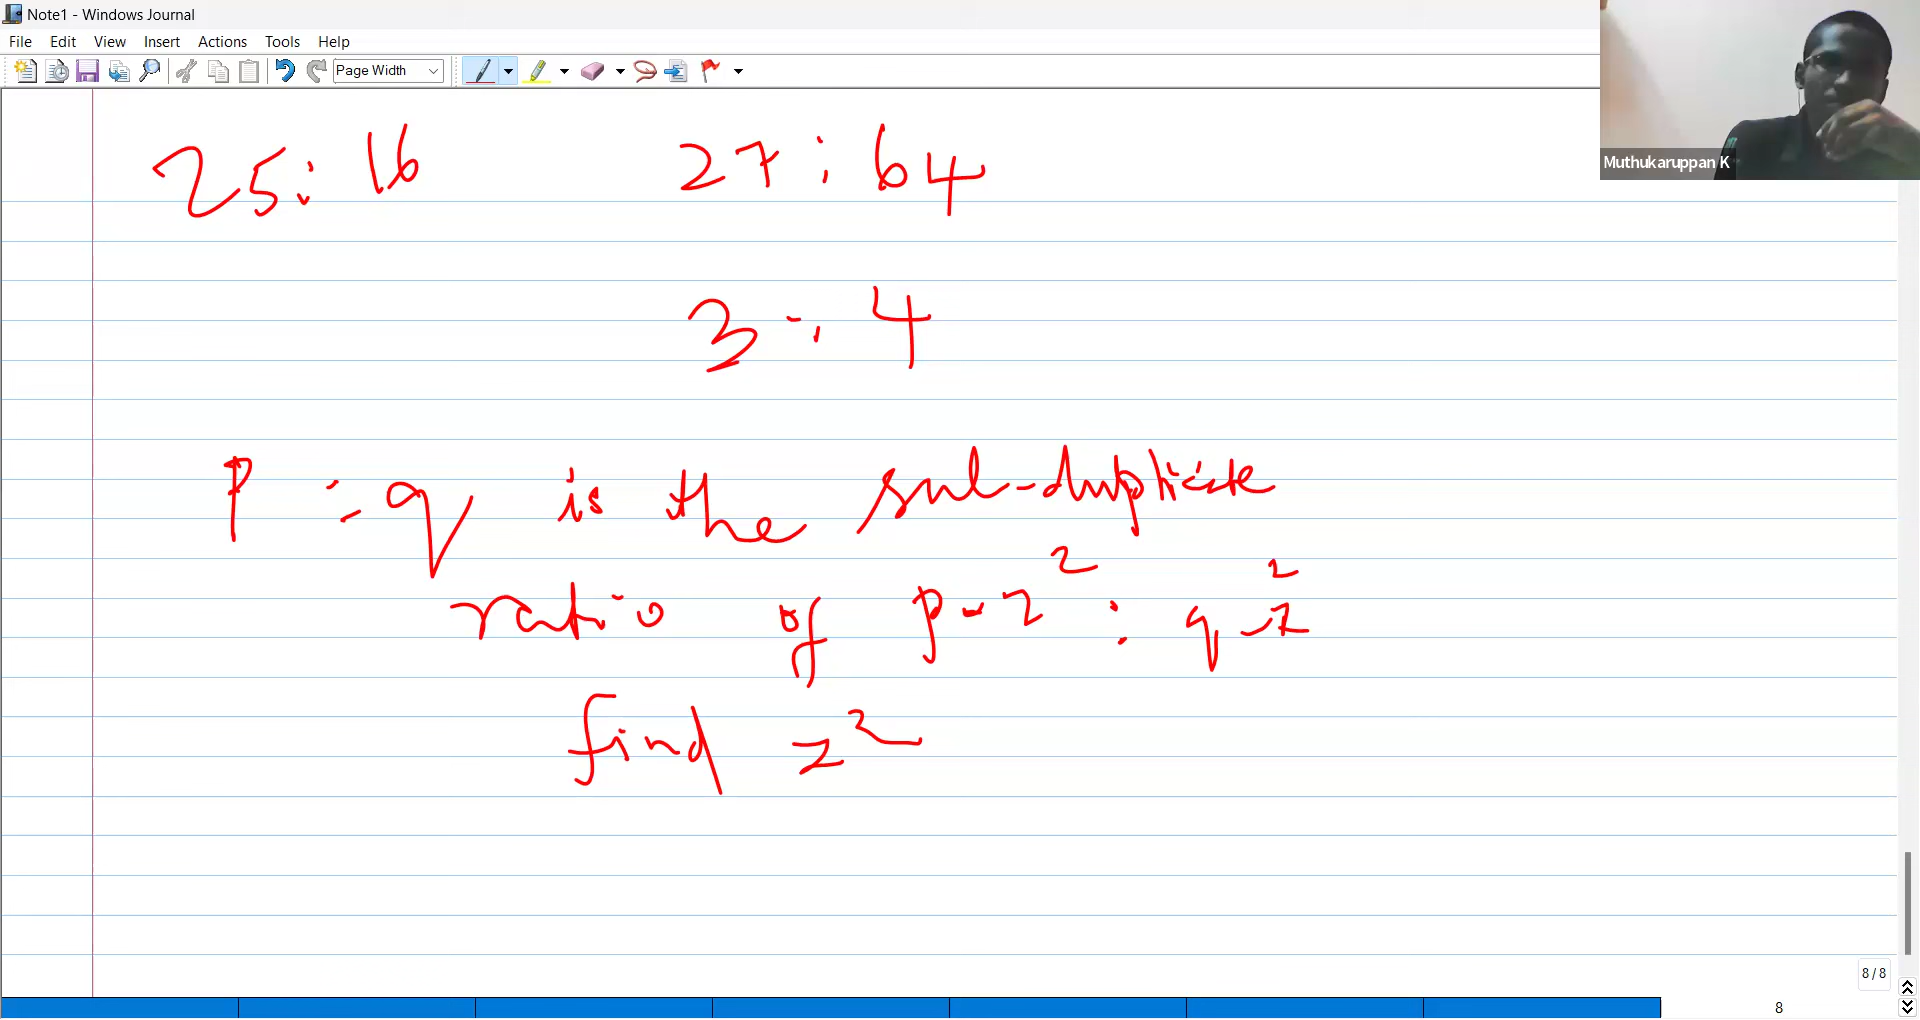 Note1 - Windows Journal
File Edit View Insert Actions Tools Help
Page Width
Muthukaruppan K
25:16 27:64
3:4
p:q is the sub-duplicate
ratio of p-z²:q-z²
find z²
8/8
8